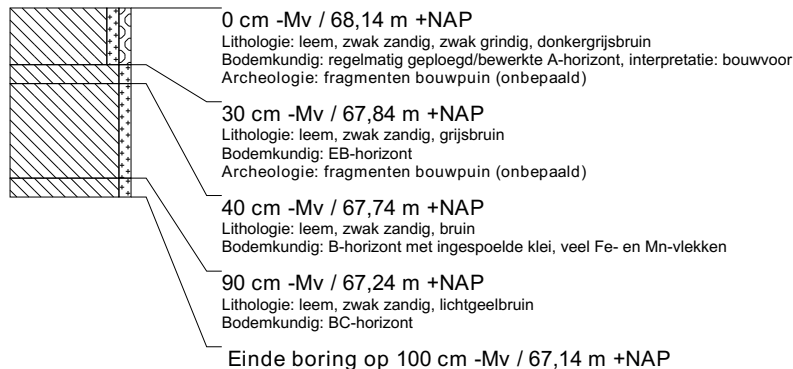 0 cm -Mv / 68,14 m +NAP
Lithologie: leem, zwak zandig, zwak grindig, donkergrijsbruin
Bodemkundig: regelmatig geploegd/bewerkte A-horizont, interpretatie: bouwvoor
Archeologie: fragmenten bouwpuin (onbepaald)
30 cm -Mv / 67,84 m +NAP
Lithologie: leem, zwak zandig, grijsbruin
Bodemkundig: EB-horizont
Archeologie: fragmenten bouwpuin (onbepaald)
40 cm -Mv / 67,74 m +NAP
Lithologie: leem, zwak zandig, bruin
Bodemkundig: B-horizont met ingespoelde klei, veel Fe- en Mn-vlekken
90 cm -Mv / 67,24 m +NAP
Lithologie: leem, zwak zandig, lichtgeelbruin
Bodemkundig: BC-horizont
Einde boring op 100 cm -Mv / 67,14 m +NAP